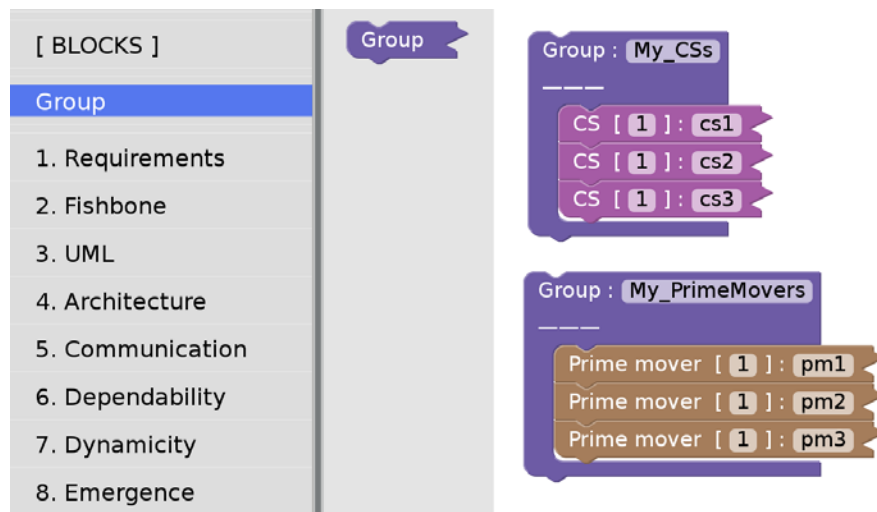 [ BLOCKS ]
Group
1. Requirements
2. Fishbone
3. UML
4. Architecture
5. Communication
6. Dependability
7. Dynamicity
8. Emergence
Group
Group : My_CSs
———
CS [ 1 ] : cs1
CS [ 1 ] : cs2
CS [ 1 ] : cs3
Group : My_PrimeMovers
———
Prime mover [ 1 ] : pm1
Prime mover [ 1 ] : pm2
Prime mover [ 1 ] : pm3